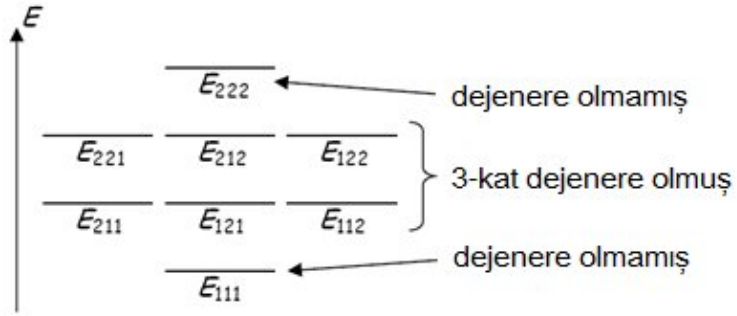 E
E222
dejenere olmamış
E221 E212 E122
3-kat dejenere olmuş
E211 E121 E112
dejenere olmamış
E111